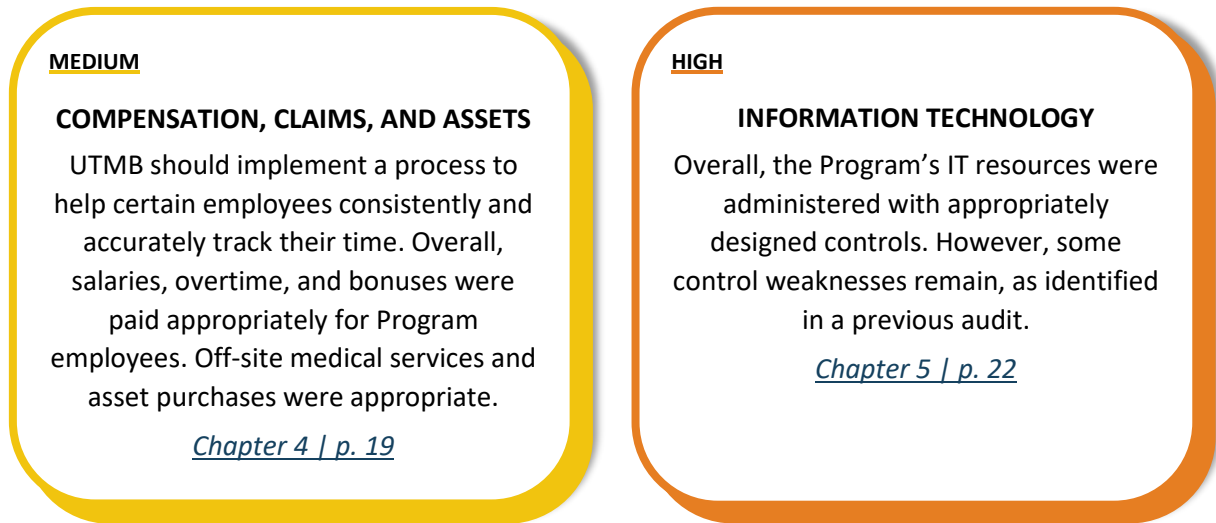 MEDIUM
COMPENSATION, CLAIMS, AND ASSETS
UTMB should implement a process to
help certain employees consistently and
accurately track their time. Overall,
salaries, overtime, and bonuses were
paid appropriately for Program
employees. Off-site medical services and
asset purchases were appropriate.
Chapter 4 | p. 19
HIGH
INFORMATION TECHNOLOGY
Overall, the Program’s IT resources were
administered with appropriately
designed controls. However, some
control weaknesses remain, as identified
in a previous audit.
Chapter 5 | p. 22